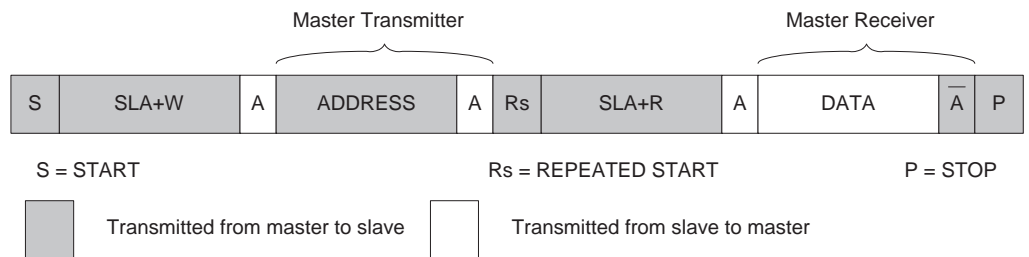 Master Transmitter Master Receiver
S SLA+W A ADDRESS A Rs SLA+R A DATA A̅ P
S = START Rs = REPEATED START P = STOP
Transmitted from master to slave Transmitted from slave to master